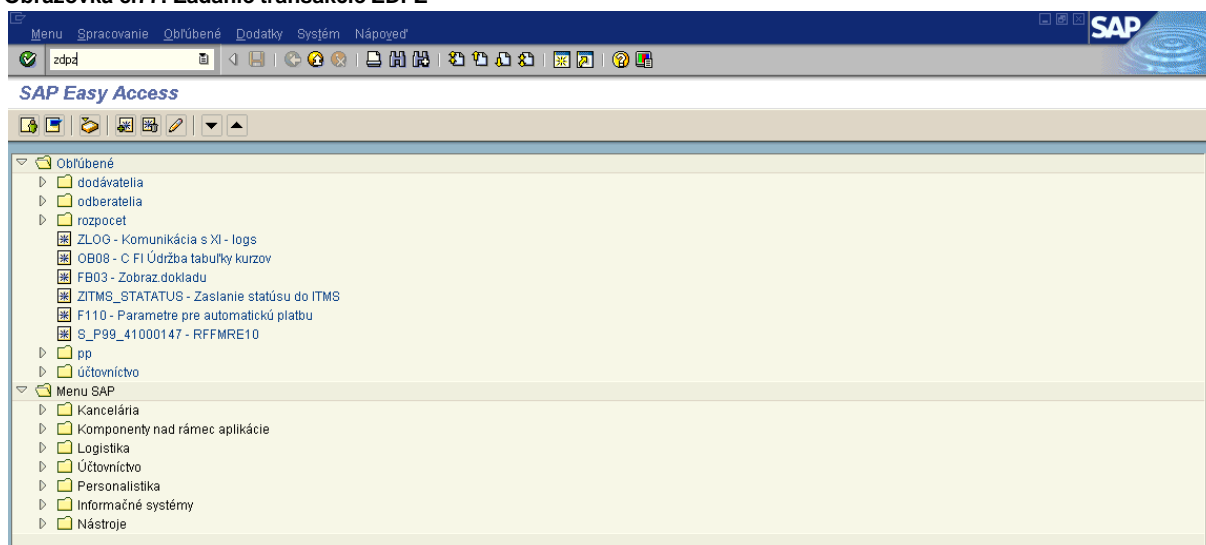 Obrazovka č.77: Zadanie transakcie ZDPZ
Menu Spracovanie Obľúbené Dodatky Systém Nápoveď
SAP
zdpz
SAP Easy Access
Obľúbené
dodávatelia
odberatelia
rozpocet
ZLOG - Komunikácia s XI - logs
OB08 - C FI Údržba tabuľky kurzov
FB03 - Zobraz.dokladu
ZITMS_STATATUS - Zaslanie statúsu do ITMS
F110 - Parametre pre automatickú platbu
S_P99_41000147 - RFFMRE10
pp
účtovníctvo
Menu SAP
Kancelária
Komponenty nad rámec aplikácie
Logistika
Účtovníctvo
Personalistika
Informačné systémy
Nástroje